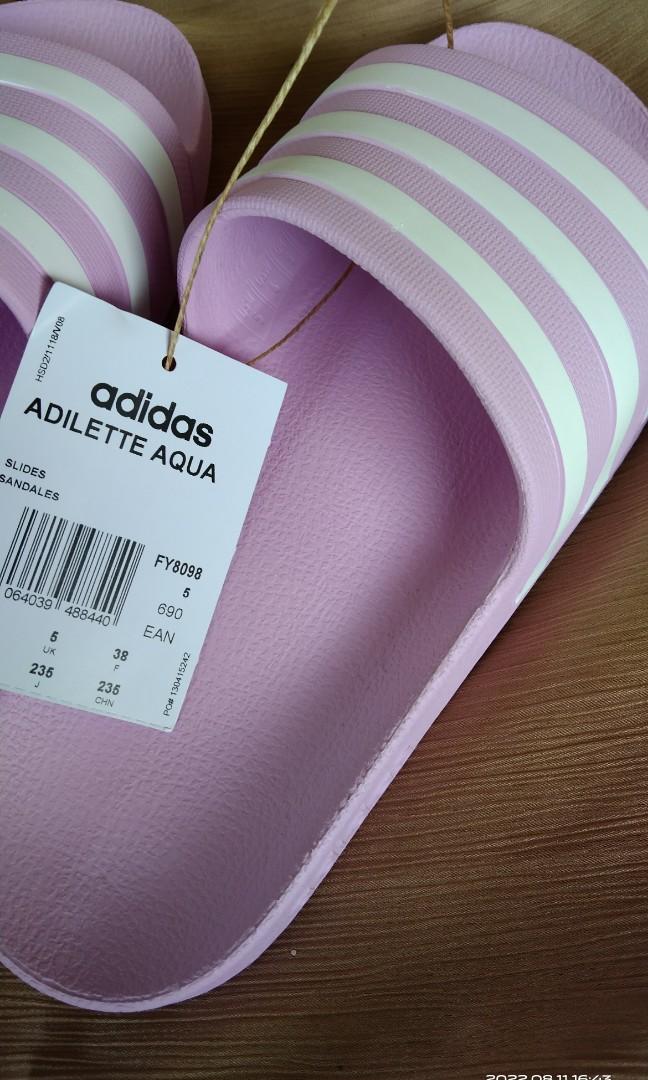 HSD2/1118/V08
adidas
ADILETTE AQUA
SLIDES
SANDALES
FY8098
5
690
EAN
064039 488440
5 38
UK F
235 235
J CHN
PO# 130415242
2022.08.11 16:43